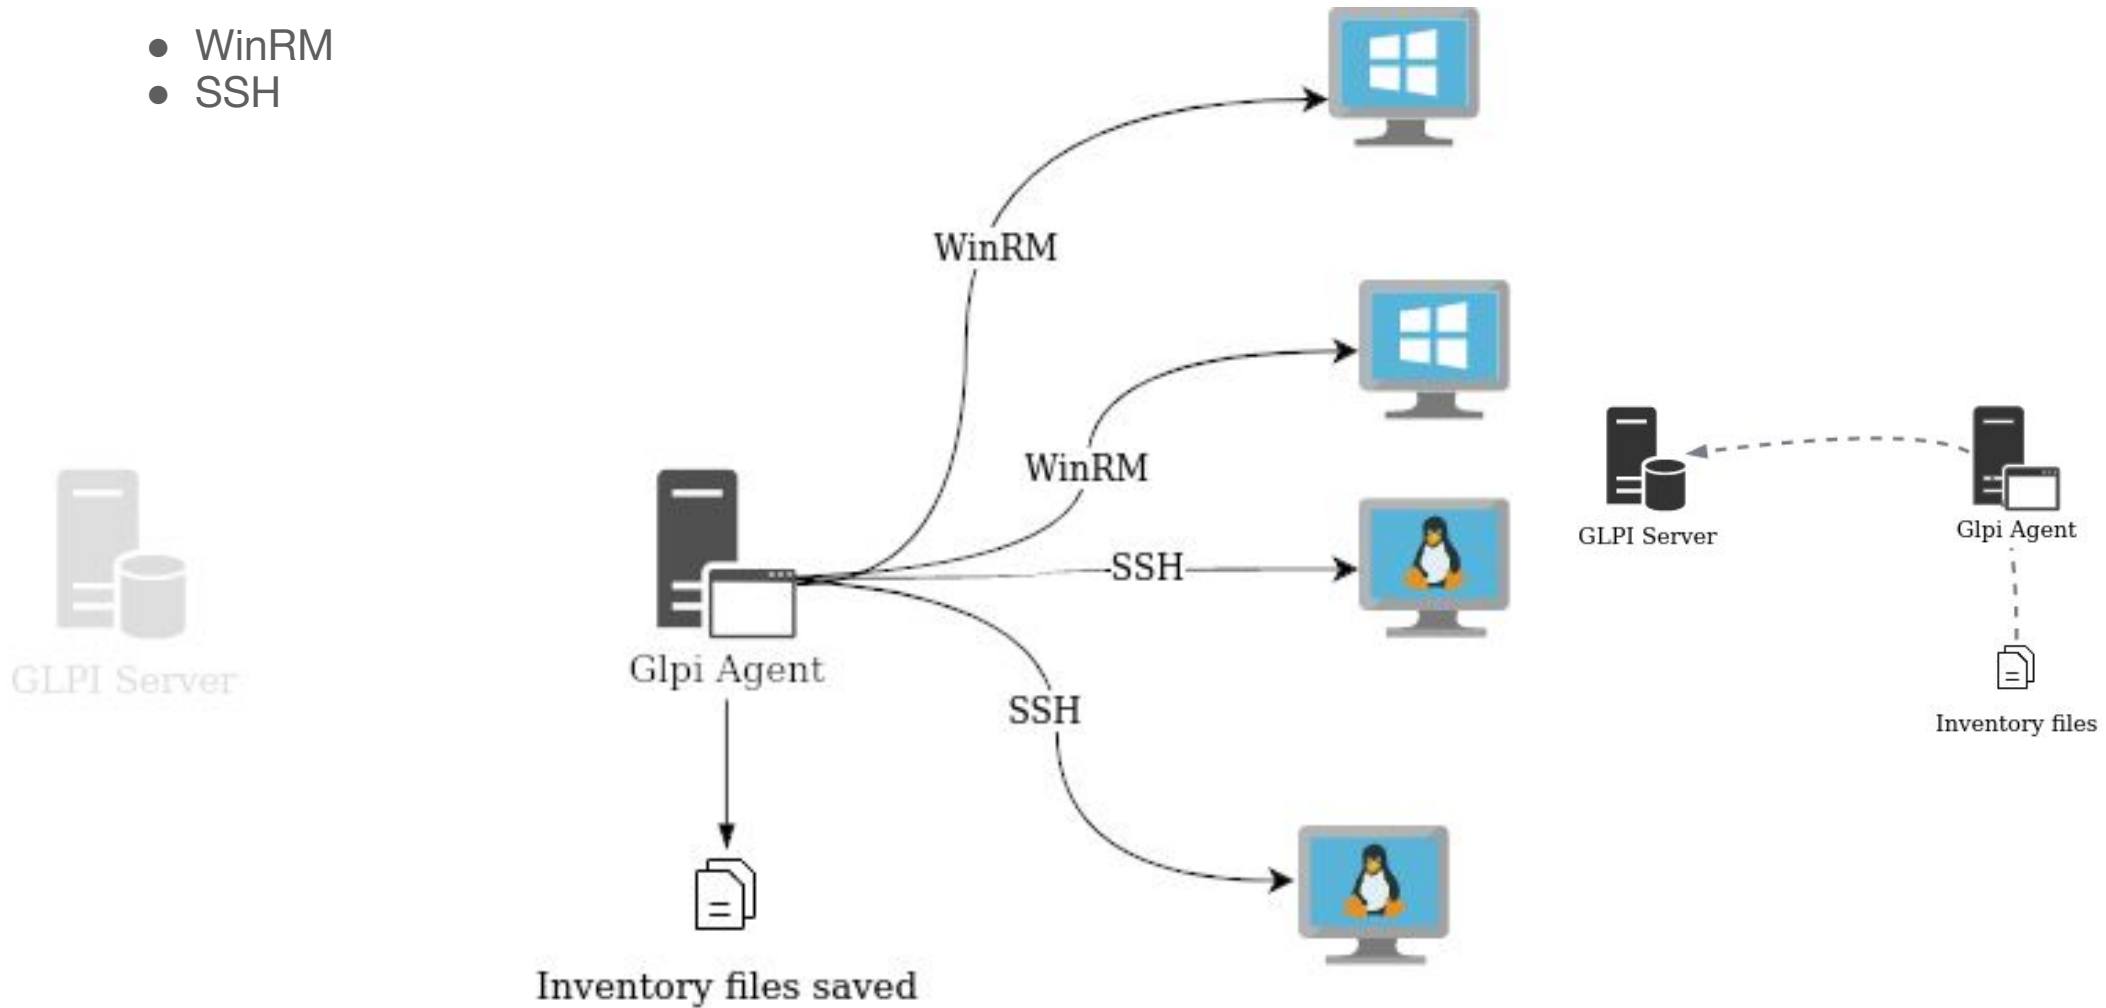 ● WinRM
● SSH
WinRM
WinRM
SSH
SSH
GLPI Server
Glpi Agent
Inventory files saved
GLPI Server
Glpi Agent
Inventory files